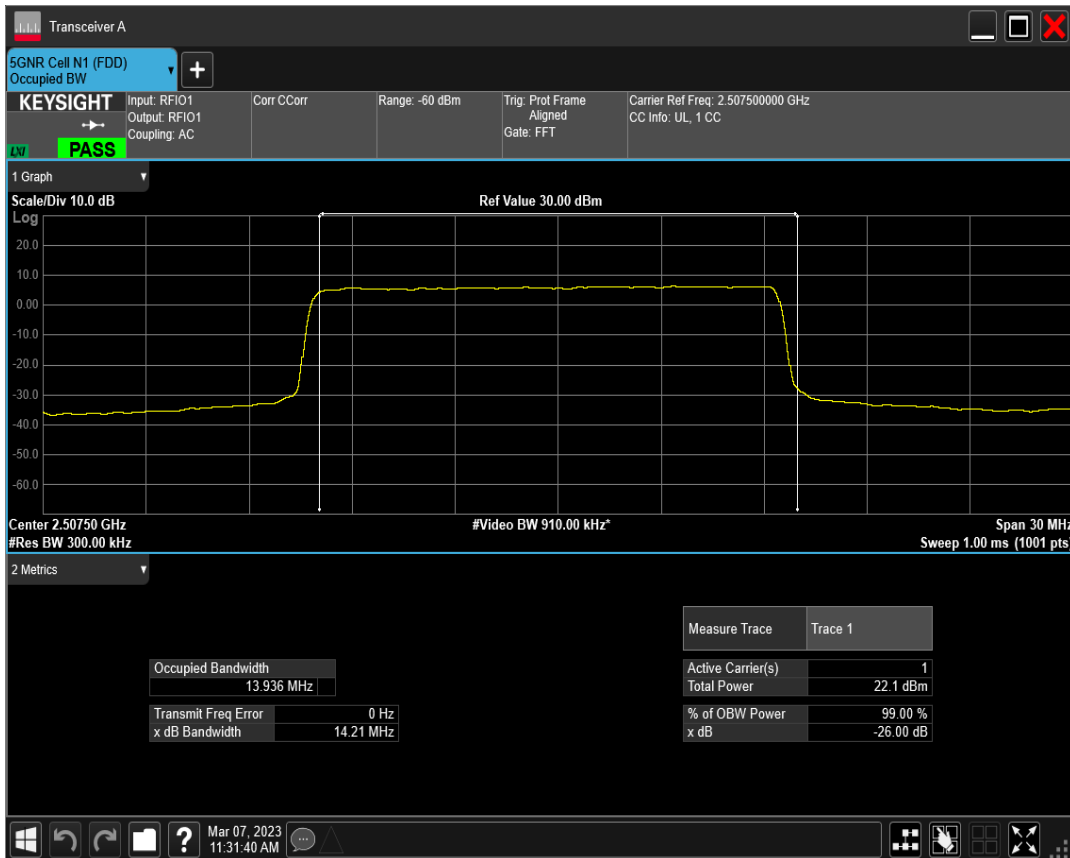 Transceiver A
5GNR Cell N1 (FDD)
Occupied BW
+
KEYSIGHT
LXI
PASS
Input: RFIO1
Output: RFIO1
Coupling: AC
Corr CCorr
Range: -60 dBm
Trig: Prot Frame
Aligned
Gate: FFT
Carrier Ref Freq: 2.507500000 GHz
CC Info: UL, 1 CC
1 Graph
Scale/Div 10.0 dB
Ref Value 30.00 dBm
Log
20.0
10.0
0.00
-10.0
-20.0
-30.0
-40.0
-50.0
-60.0
Center 2.50750 GHz
#Video BW 910.00 kHz*
Span 30 MHz
#Res BW 300.00 kHz
Sweep 1.00 ms (1001 pts)
2 Metrics
Measure Trace Trace 1
Occupied Bandwidth
13.936 MHz
Active Carrier(s) 1
Total Power 22.1 dBm
Transmit Freq Error 0 Hz
x dB Bandwidth 14.21 MHz
% of OBW Power 99.00 %
x dB -26.00 dB
?
Mar 07, 2023
11:31:40 AM